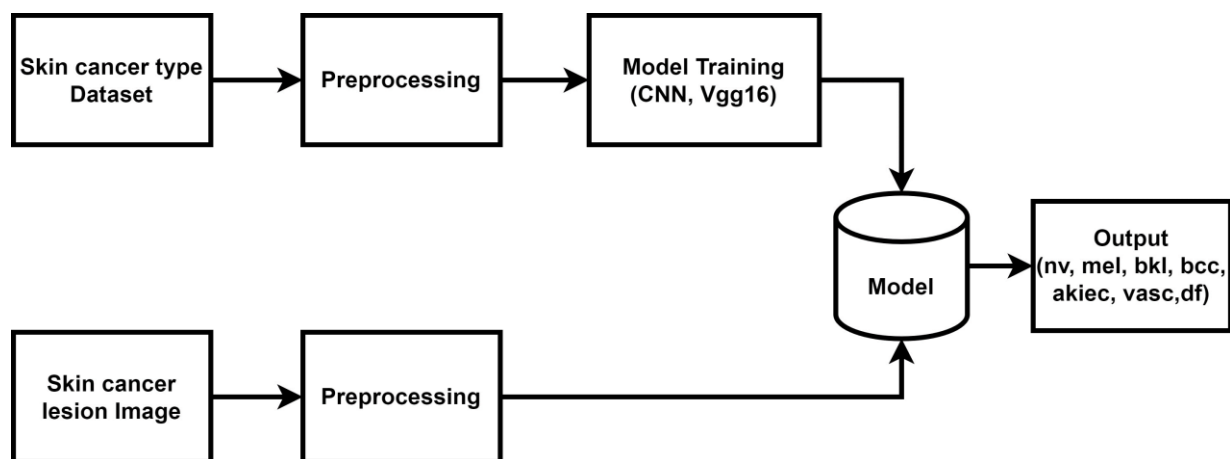 Skin cancer type
Dataset
Preprocessing
Model Training
(CNN, Vgg16)
Model
Output
(nv, mel, bkl, bcc,
akiec, vasc,df)
Skin cancer
lesion Image
Preprocessing